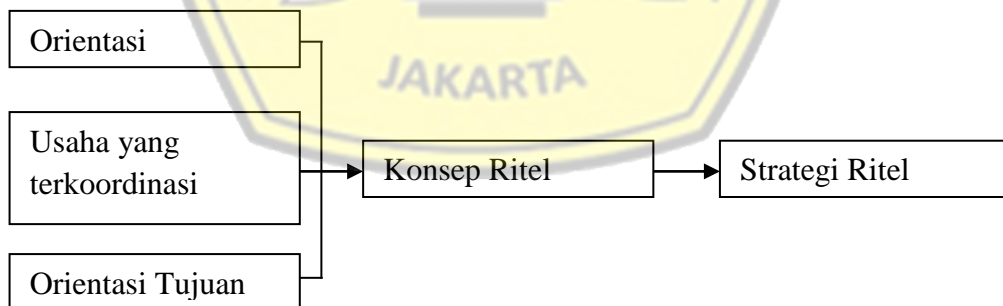 Orientasi
JAKARTA
Usaha yang
terkoordinasi
Konsep Ritel
Strategi Ritel
Orientasi Tujuan